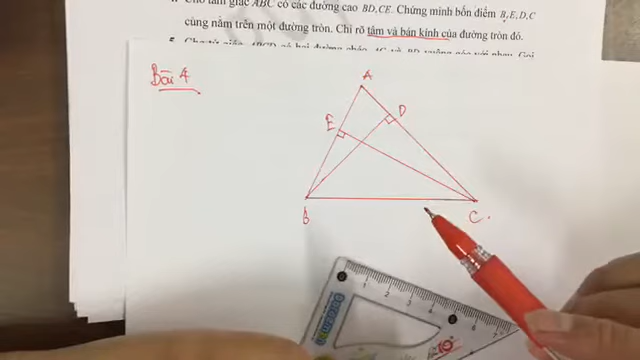 Cho tam giác ABC có các đường cao BD,CE. Chứng minh bốn điểm B,E,D,C
cùng nằm trên một đường tròn. Chỉ rõ tâm và bán kính của đường tròn đó.
Bài 4
A
E
D
B
C.